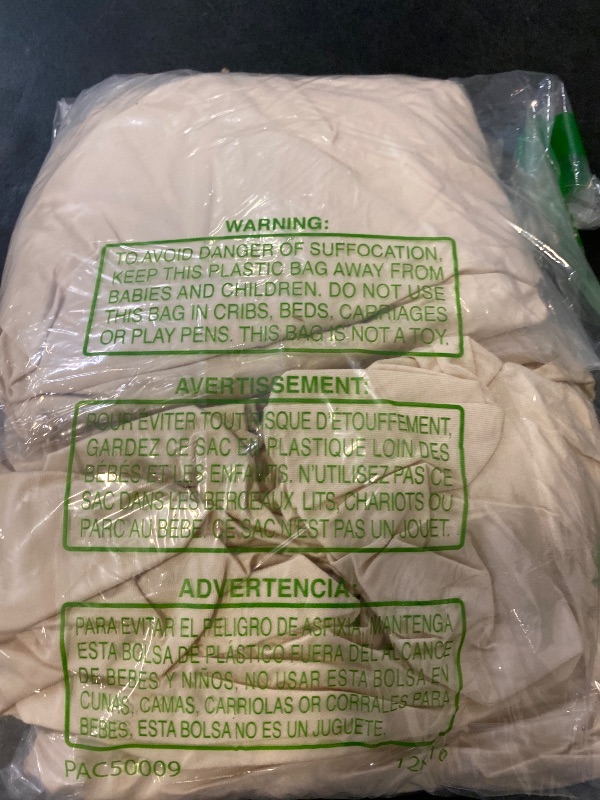 WARNING:
TO AVOID DANGER OF SUFFOCATION,
KEEP THIS PLASTIC BAG AWAY FROM
BABIES AND CHILDREN. DO NOT USE
THIS BAG IN CRIBS, BEDS, CARRIAGES
OR PLAY PENS. THIS BAG IS NOT A TOY.
AVERTISSEMENT:
POUR ÉVITER TOUT SQUE D'ÉTOUFFEMENT,
GARDEZ CE SAC EN PLASTIQUE LOIN DES
BÉBÉS ET LES ENFANTS. N'UTILISEZ PAS CE
SAC DANS LES BERCEAUX, LITS, CHARIOTS OU
PARC AU BÉBÉ. CE SAC N'EST PAS UN JOUET.
ADVERTENCIA:
PARA EVITAR EL PELIGRO DE ASFIXIA, MANTENGA
ESTA BOLSA DE PLÁSTICO FUERA DEL ALCANCE
DE BEBES Y NIÑOS, NO USAR ESTA BOLSA EN
CUNAS, CAMAS, CARRIOLAS OR CORRALES PARA
BEBES, ESTA BOLSA NO ES UN JUGUETE.
PAC50009